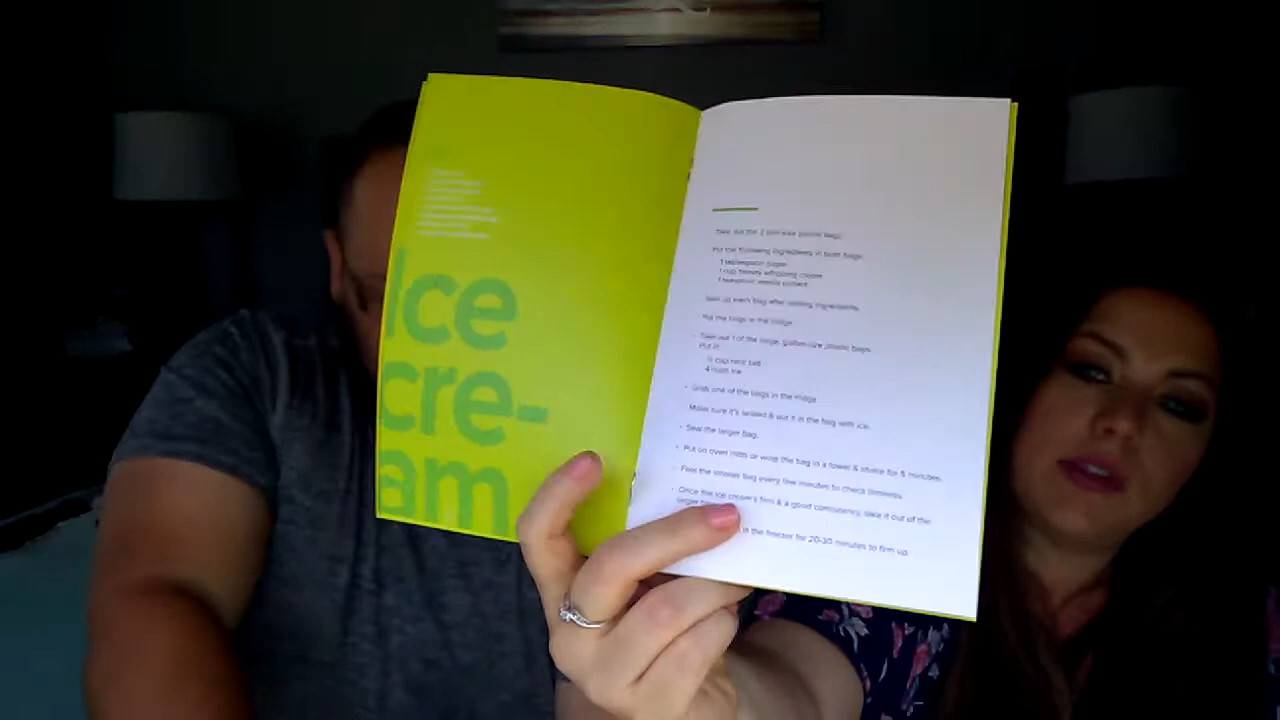 Ice
cre-
am
Take out the 2 pint-size plastic bags.
Put the following ingredients in both bags:
1 tablespoon sugar
1 cup heavy whipping cream
1 teaspoon vanilla extract
Seal up each bag after adding ingredients.
Put the bags in the fridge.
Take out 1 of the large, gallon-size plastic bags.
Put in:
½ cup rock salt
4 cups ice
• Grab one of the bags in the fridge.
Make sure it's sealed & put it in the bag with ice.
• Seal the larger bag.
• Put on oven mitts or wrap the bag in a towel & shake for 5 minutes.
Feel the smaller bag every few minutes to check firmness.
• Once the ice cream's firm & a good consistency, take it out of the
larger
in the freezer for 20-30 minutes to firm up.